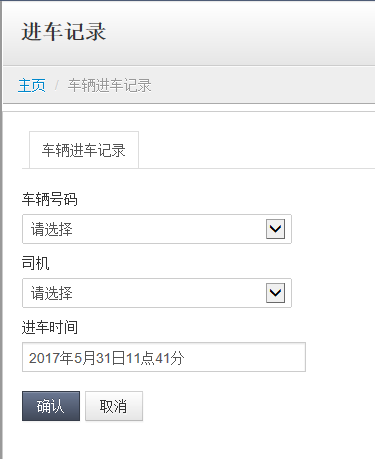 进车记录
主页 / 车辆进车记录
车辆进车记录
车辆号码
请选择
司机
请选择
进车时间
2017年5月31日11点41分
确认 取消